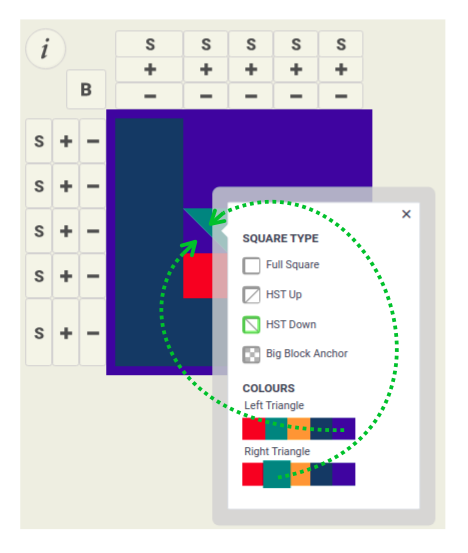 i S S S S S
+ + + + +
B − − − − −
S + −
S + −
S + −
S + −
S + −
×
SQUARE TYPE
Full Square
HST Up
HST Down
Big Block Anchor
COLOURS
Left Triangle
Right Triangle